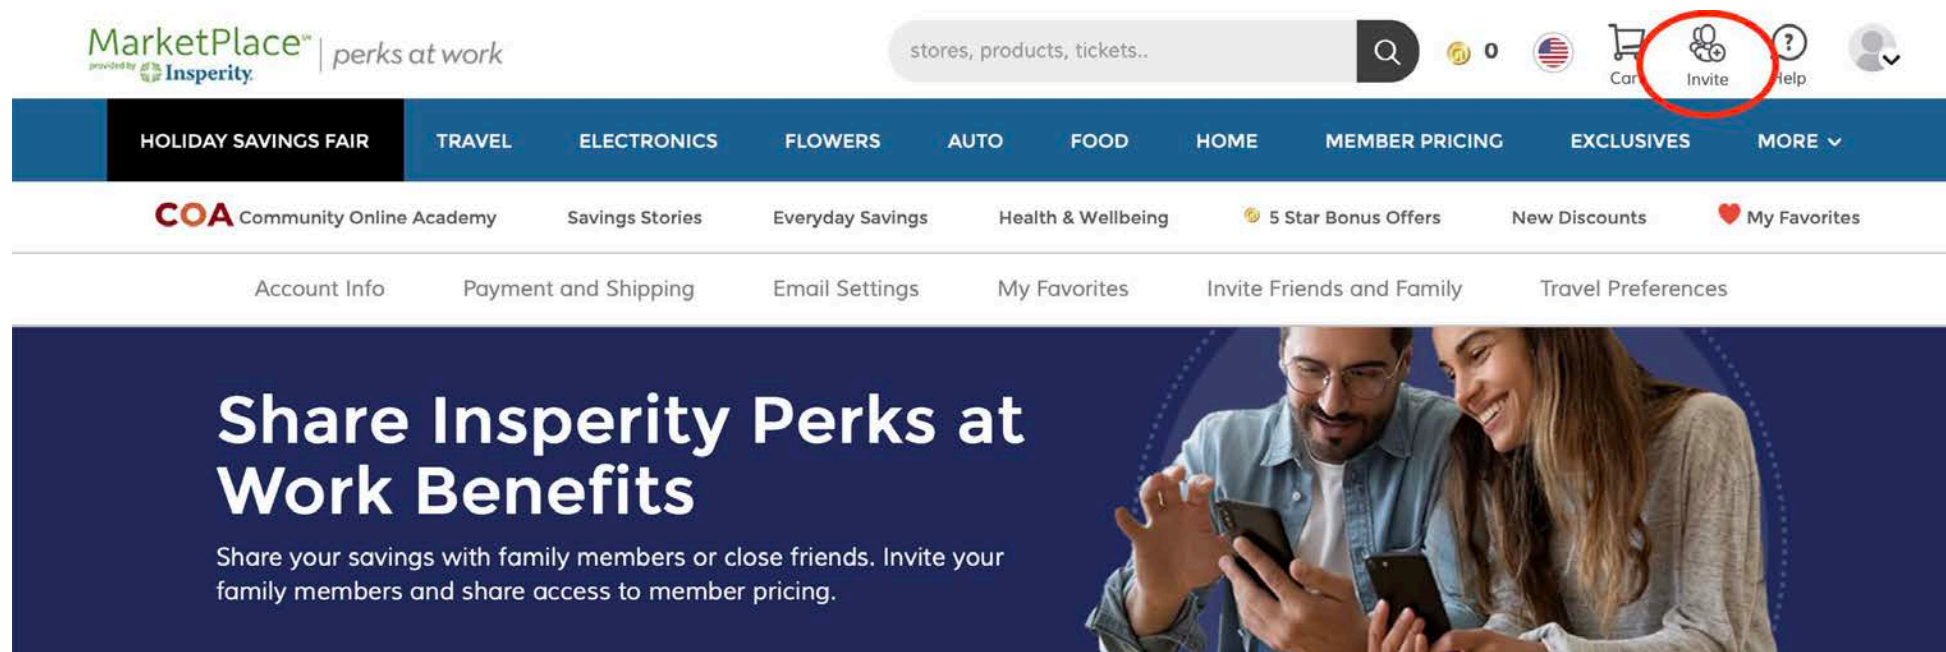 MarketPlace℠ | perks at work
provided by Insperity.
stores, products, tickets..
0
Cart
Invite
Help
HOLIDAY SAVINGS FAIR TRAVEL ELECTRONICS FLOWERS AUTO FOOD HOME MEMBER PRICING EXCLUSIVES MORE
COA Community Online Academy Savings Stories Everyday Savings Health & Wellbeing 5 Star Bonus Offers New Discounts My Favorites
Account Info Payment and Shipping Email Settings My Favorites Invite Friends and Family Travel Preferences
Share Insperity Perks at
Work Benefits
Share your savings with family members or close friends. Invite your
family members and share access to member pricing.